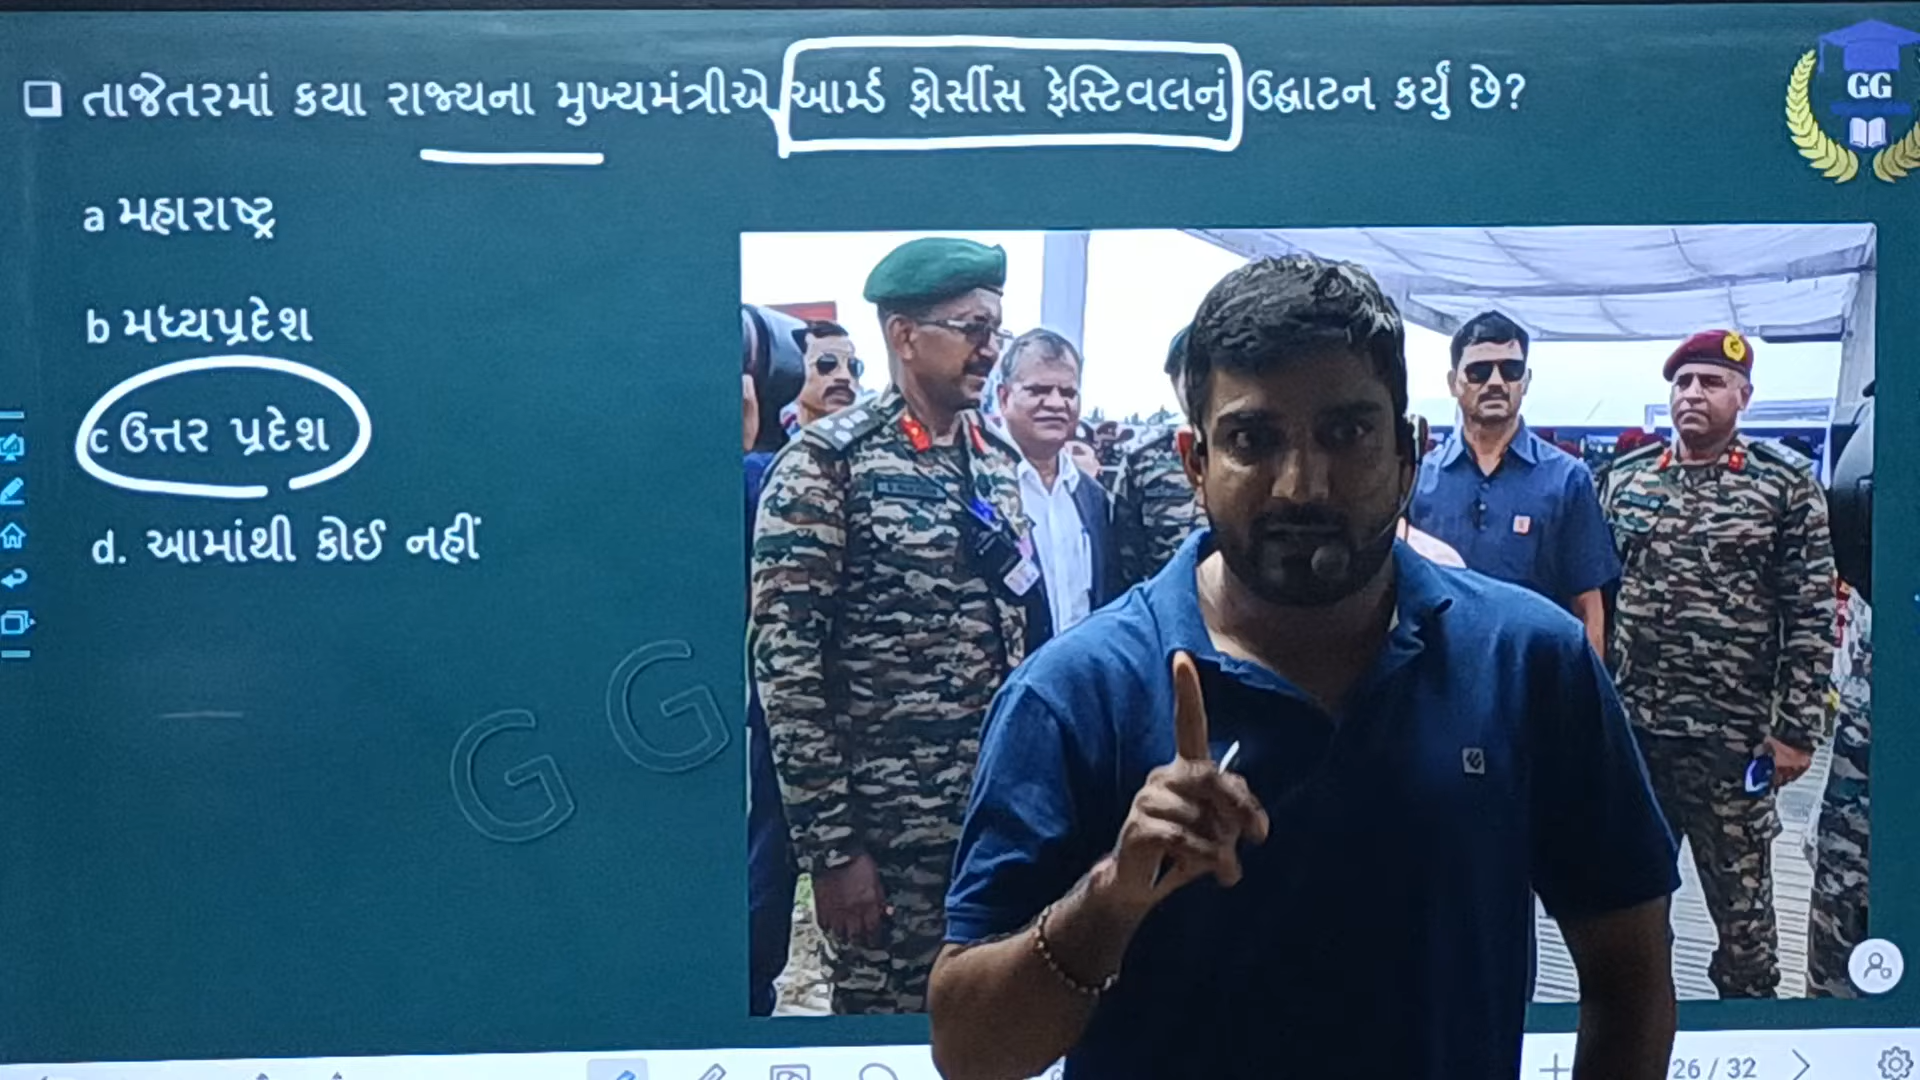 ❑ તાજેતરમાં કયા રાજ્યના મુખ્યમંત્રીએ આર્મ્ડ ફોર્સીસ ફેસ્ટિવલનું ઉદ્ઘાટન કર્યું છે?
GG
a મહારાષ્ટ્ર
b મધ્યપ્રદેશ
c ઉત્તર પ્રદેશ
d. આમાંથી કોઈ નહીં
G G
26 / 32